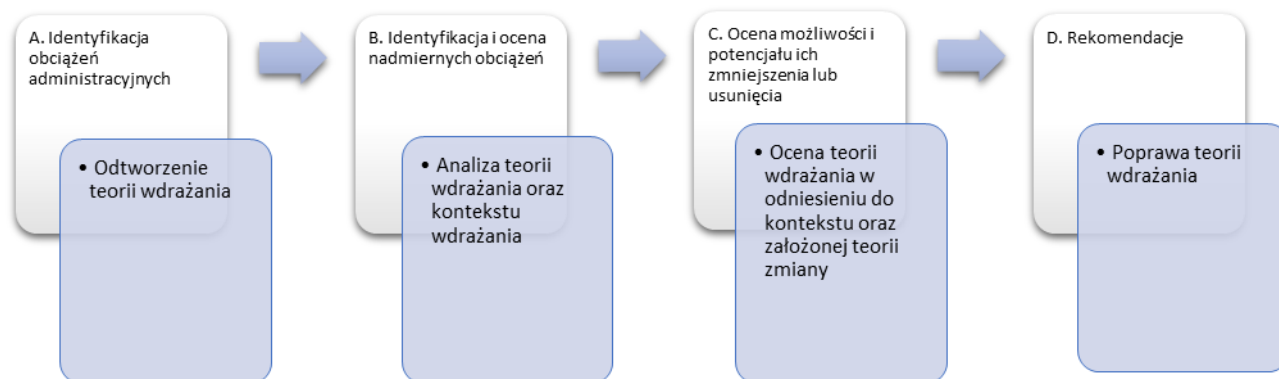 A. Identyfikacja
obciążeń
administracyjnych
• Odtworzenie
teorii wdrażania
B. Identyfikacja i ocena
nadmiernych obciążeń
• Analiza teorii
wdrażania oraz
kontekstu
wdrażania
C. Ocena możliwości i
potencjału ich
zmniejszenia lub
usunięcia
• Ocena teorii
wdrażania w
odniesieniu do
kontekstu oraz
założonej teorii
zmiany
D. Rekomendacje
• Poprawa teorii
wdrażania